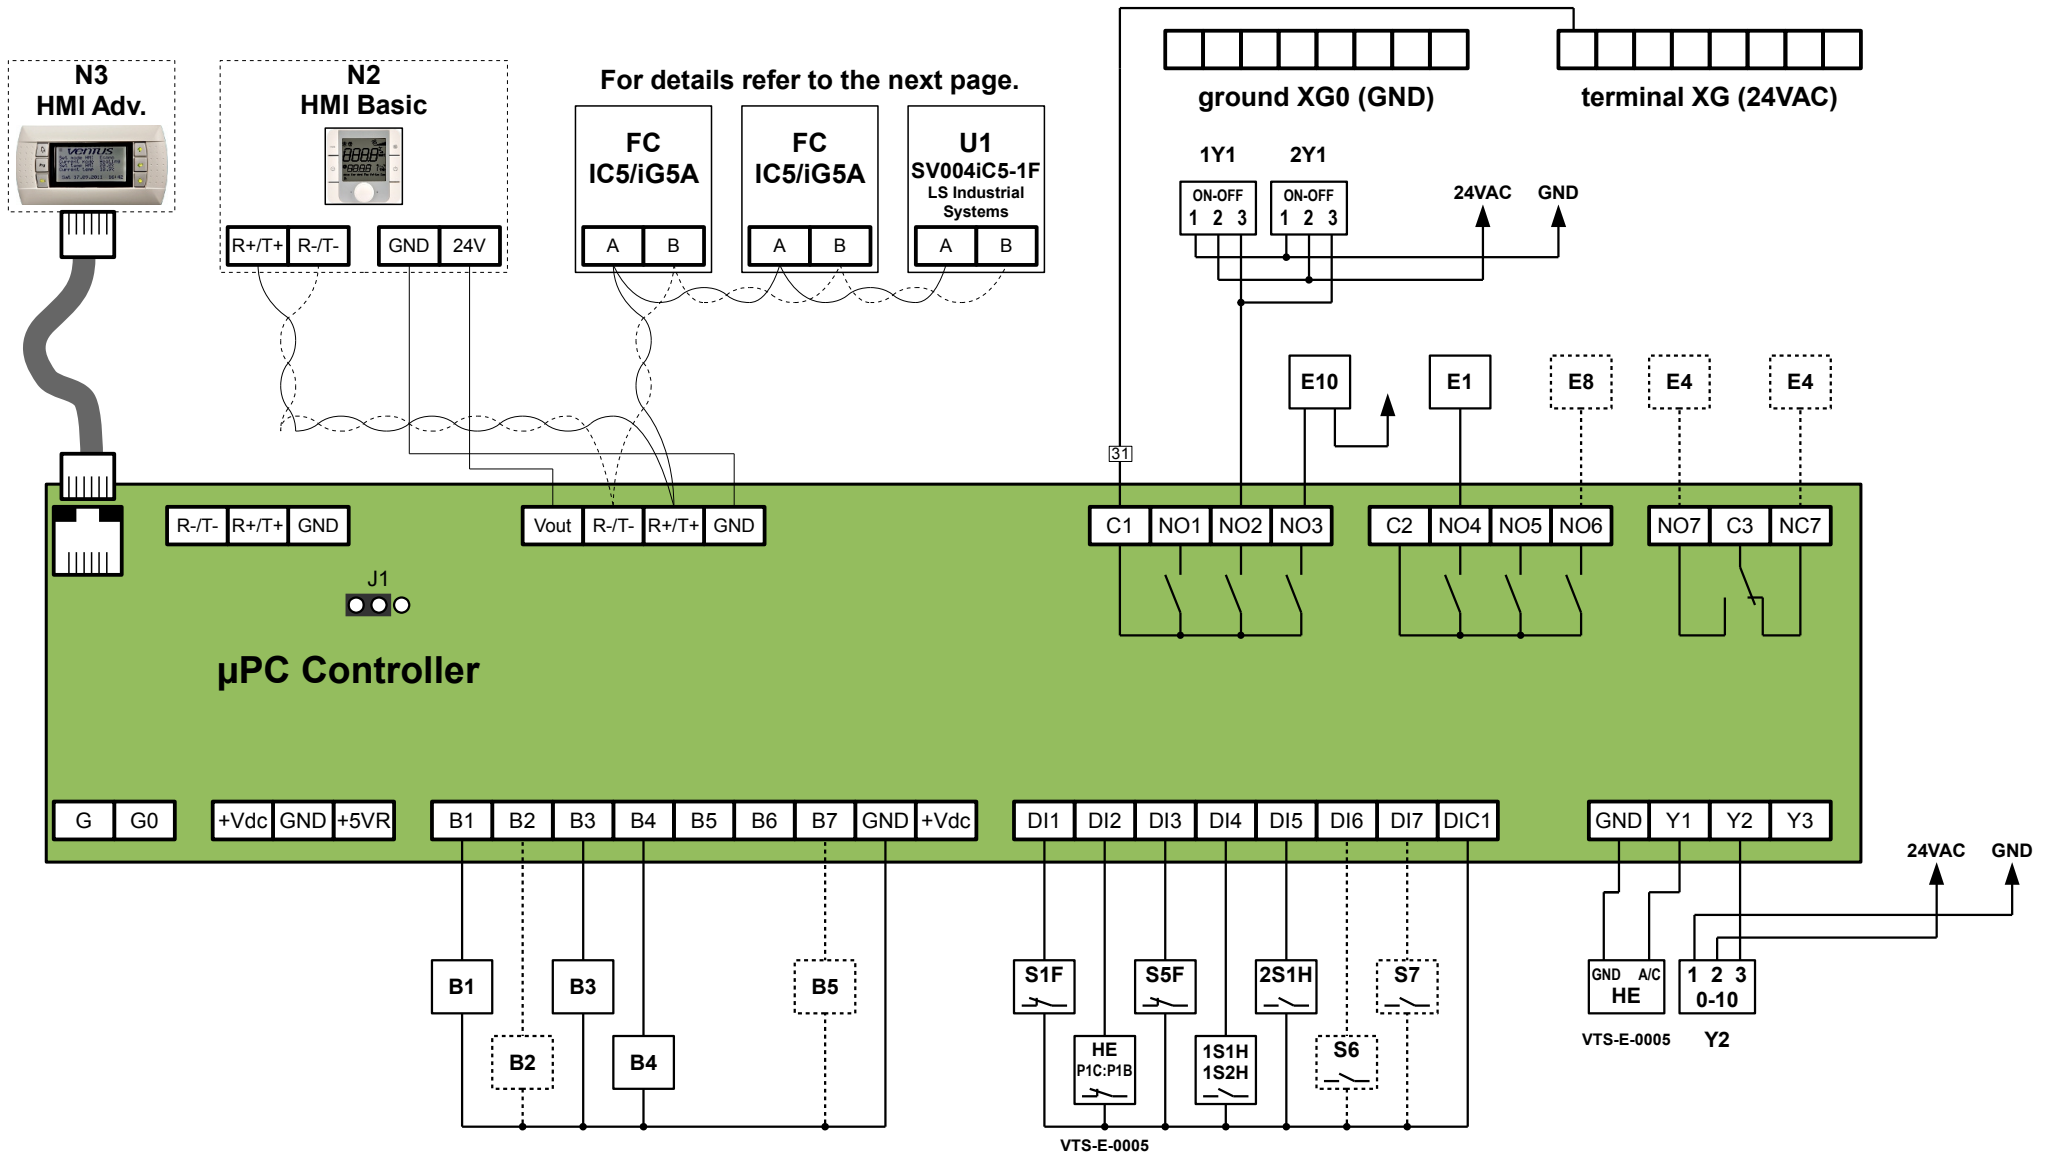 N3
HMI Adv.
ventus
N2
HMI Basic
R+/T+ R-/T- GND 24V
For details refer to the next page.
FC
IC5/iG5A
A B
FC
IC5/iG5A
A B
U1
SV004iC5-1F
LS Industrial
Systems
A B
ground XG0 (GND)
terminal XG (24VAC)
1Y1 2Y1
ON-OFF
1 2 3
ON-OFF
1 2 3
24VAC GND
E10 E1 E8 E4 E4
31
R-/T- R+/T+ GND
Vout R-/T- R+/T+ GND
C1 NO1 NO2 NO3
C2 NO4 NO5 NO6
NO7 C3 NC7
J1
µPC Controller
G G0
+Vdc GND +5VR
B1 B2 B3 B4 B5 B6 B7 GND +Vdc
DI1 DI2 DI3 DI4 DI5 DI6 DI7 DIC1
GND Y1 Y2 Y3
24VAC GND
B1 B3 B5
B2 B4
S1F S5F 2S1H S7
HE
P1C:P1B
1S1H
1S2H
S6
VTS-E-0005
GND A/C
HE
VTS-E-0005
1 2 3
0-10
Y2